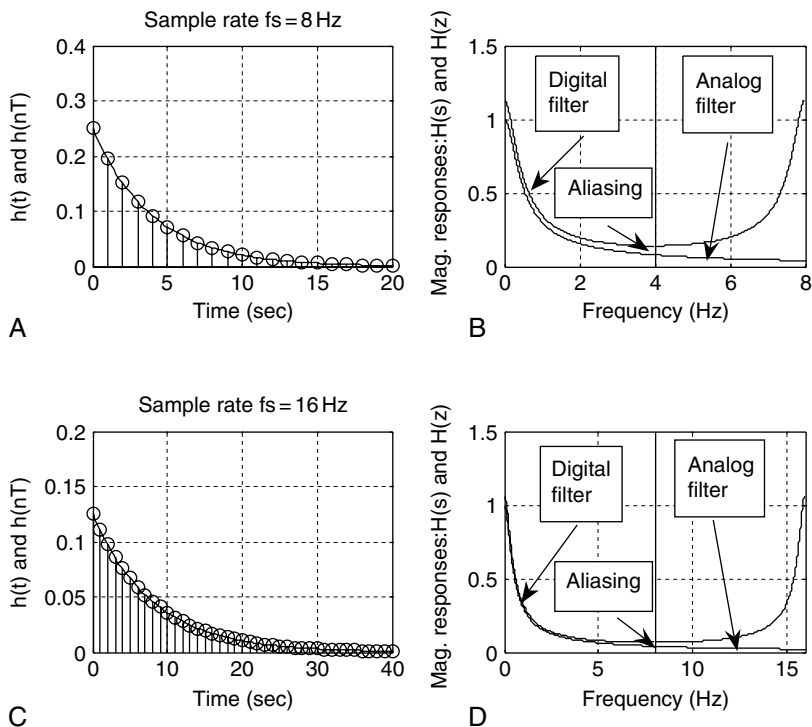 Sample rate fs = 8 Hz
0.4
0.3
0.2
0.1
0
h(t) and h(nT)
0 5 10 15 20
Time (sec)
A
1.5
1
0.5
0
Mag. responses:H(s) and H(z)
Digital
filter
Analog
filter
Aliasing
0 2 4 6 8
Frequency (Hz)
B
Sample rate fs = 16 Hz
0.2
0.15
0.1
0.05
0
h(t) and h(nT)
0 10 20 30 40
Time (sec)
C
1.5
1
0.5
0
Mag. responses:H(s) and H(z)
Digital
filter
Analog
filter
Aliasing
0 5 10 15
Frequency (Hz)
D